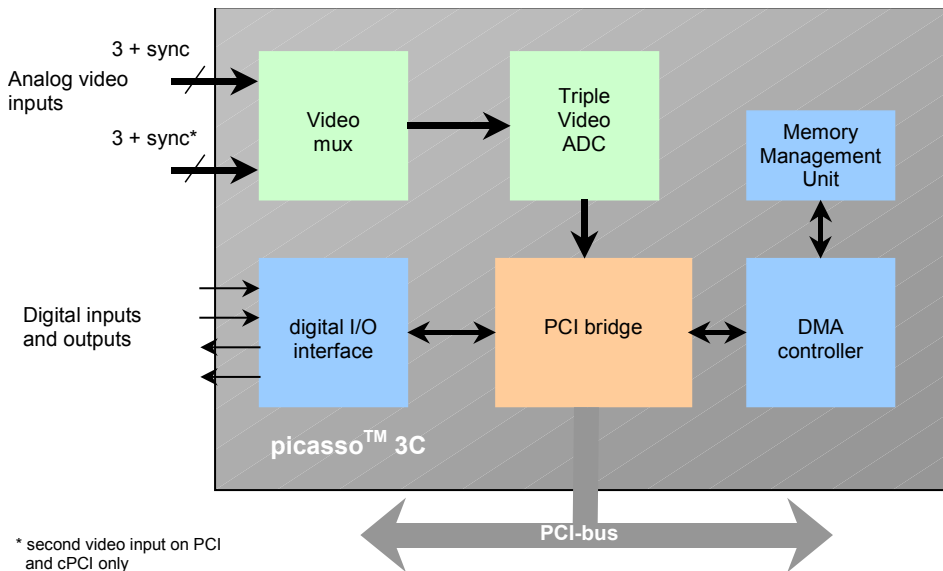 3 + sync
Analog video
inputs
3 + sync*
Video
mux
Triple
Video
ADC
Memory
Management
Unit
Digital inputs
and outputs
digital I/O
interface
PCI bridge
DMA
controller
picasso™ 3C
PCI-bus
* second video input on PCI
and cPCI only